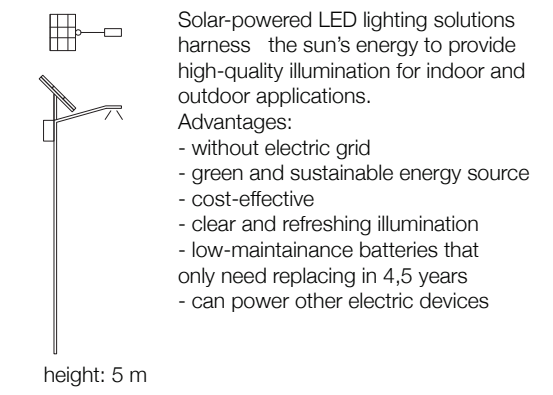 Solar-powered LED lighting solutions
harness the sun's energy to provide
high-quality illumination for indoor and
outdoor applications.
Advantages:
- without electric grid
- green and sustainable energy source
- cost-effective
- clear and refreshing illumination
- low-maintainance batteries that
only need replacing in 4,5 years
- can power other electric devices
height: 5 m